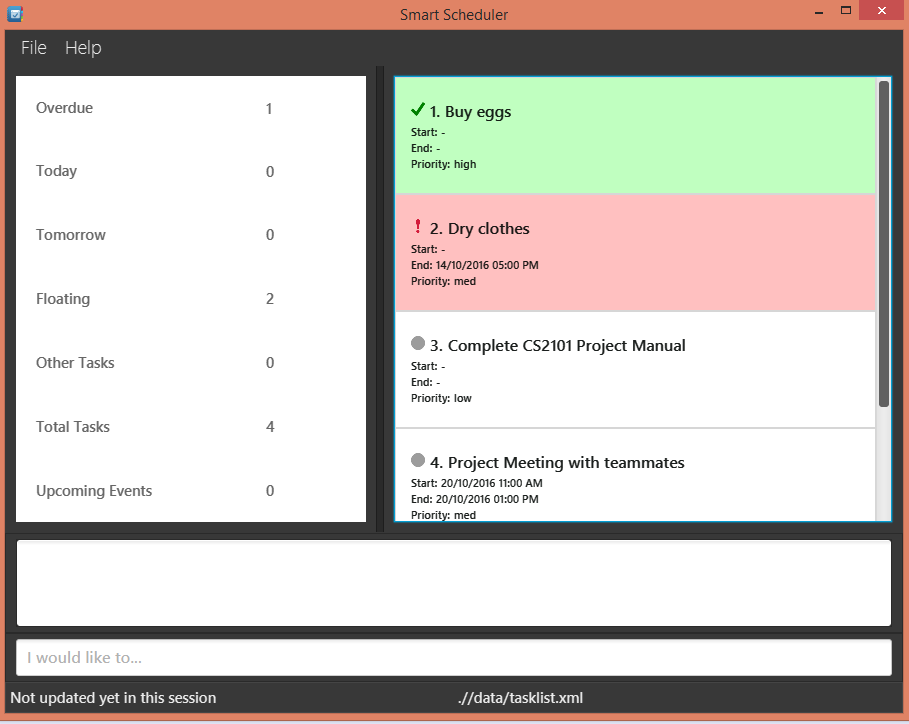 Smart Scheduler
File Help
Overdue 1
Today 0
Tomorrow 0
Floating 2
Other Tasks 0
Total Tasks 4
Upcoming Events 0
1. Buy eggs
Start: -
End: -
Priority: high
2. Dry clothes
Start: -
End: 14/10/2016 05:00 PM
Priority: med
3. Complete CS2101 Project Manual
Start: -
End: -
Priority: low
4. Project Meeting with teammates
Start: 20/10/2016 11:00 AM
End: 20/10/2016 01:00 PM
Priority: med
I would like to...
Not updated yet in this session
.//data/tasklist.xml